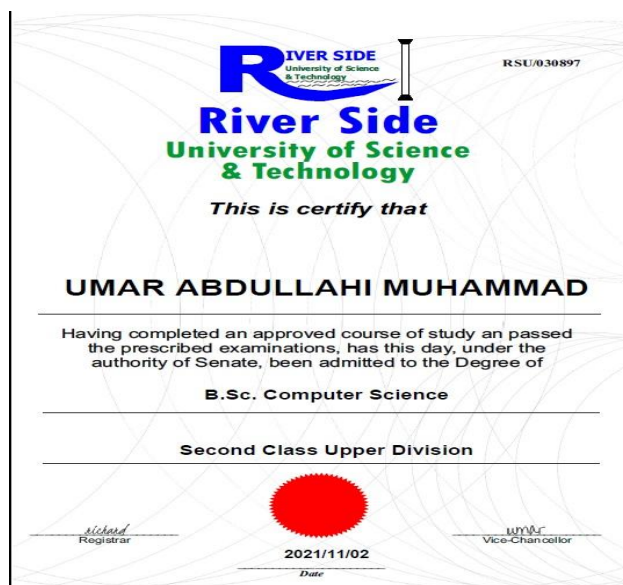 RIVER SIDE
University of Science
& Technology
RSU/030897
River Side
University of Science
& Technology
This is certify that
UMAR ABDULLAHI MUHAMMAD
Having completed an approved course of study an passed
the prescribed examinations, has this day, under the
authority of Senate, been admitted to the Degree of
B.Sc. Computer Science
Second Class Upper Division
richard
Registrar
umar
Vice-Chancellor
2021/11/02
Date